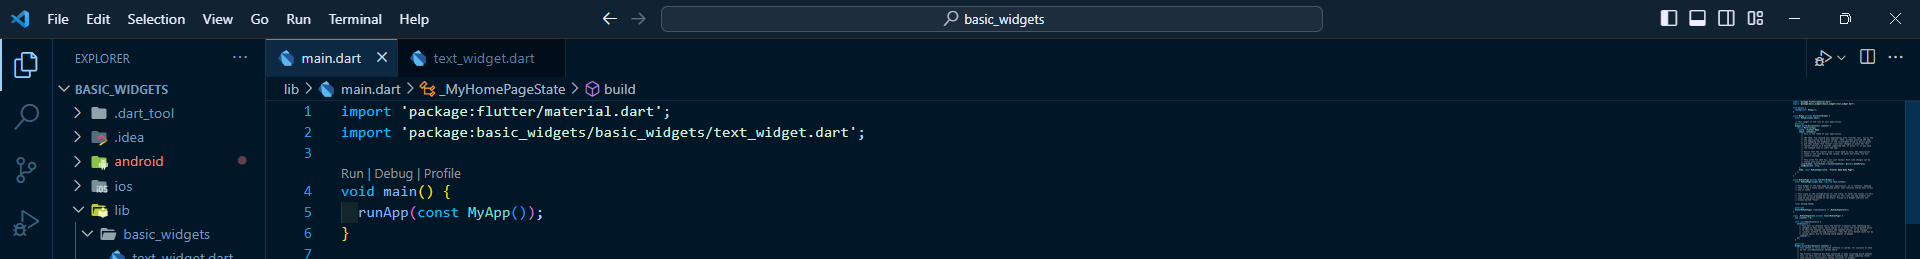 File Edit Selection View Go Run Terminal Help
basic_widgets
EXPLORER
main.dart
text_widget.dart
BASIC_WIDGETS
lib > main.dart > _MyHomePageState > build
.dart_tool
.idea
android
ios
lib
basic_widgets
text_widget.dart
1 import 'package:flutter/material.dart';
2 import 'package:basic_widgets/basic_widgets/text_widget.dart';
3
Run | Debug | Profile
4 void main() {
5 runApp(const MyApp());
6 }
7